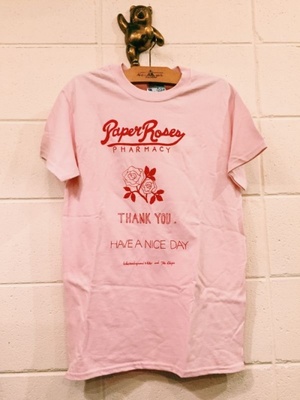 Paper Roses
PHARMACY
THANK YOU.
HAVE A NICE DAY